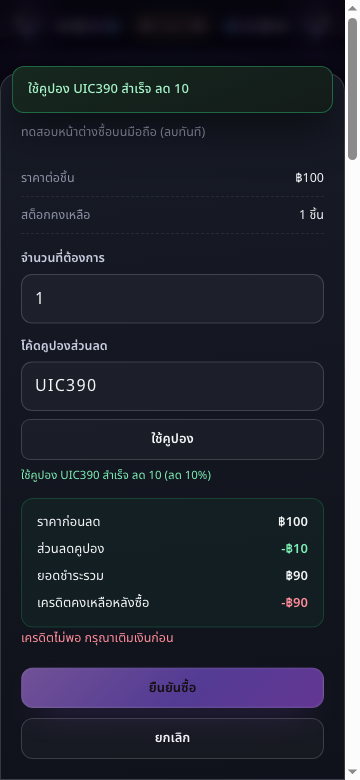 ใช้คูปอง UIC390 สำเร็จ ลด 10
ทดสอบหน้าต่างซื้อบนมือถือ (ลบทันที)
ราคาต่อชิ้น ฿100
สต็อกคงเหลือ 1 ชิ้น
จำนวนที่ต้องการ
1
โค้ดคูปองส่วนลด
UIC390
ใช้คูปอง
ใช้คูปอง UIC390 สำเร็จ ลด 10 (ลด 10%)
ราคาก่อนลด ฿100
ส่วนลดคูปอง -฿10
ยอดชำระรวม ฿90
เครดิตคงเหลือหลังซื้อ -฿90
เครดิตไม่พอ กรุณาเติมเงินก่อน
ยืนยันซื้อ
ยกเลิก